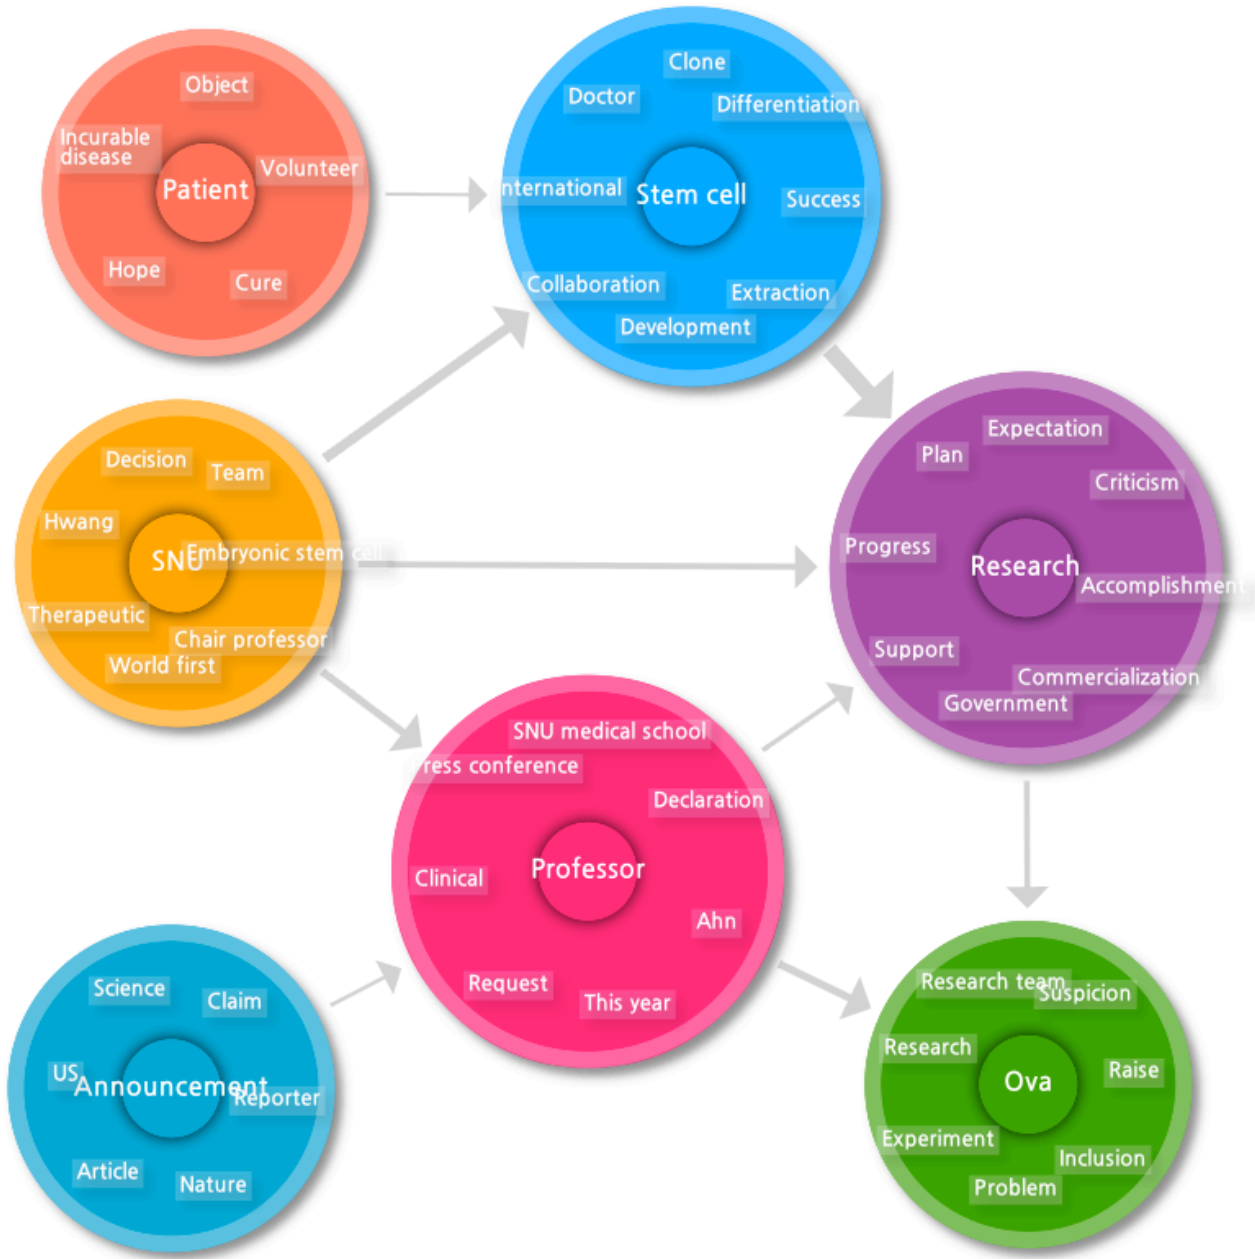 Object
Incurable
disease
Volunteer
Patient
Hope
Cure
Clone
Doctor
Differentiation
International
Stem cell
Success
Collaboration
Extraction
Development
Decision
Team
Hwang
Embryonic stem cell
SNU
Therapeutic
Chair professor
World first
Expectation
Plan
Criticism
Progress
Research
Accomplishment
Support
Commercialization
Government
SNU medical school
Press conference
Declaration
Professor
Clinical
Ahn
Request
This year
Science
Claim
US
Announcement
Reporter
Article
Nature
Research team
Suspicion
Research
Raise
Ova
Experiment
Inclusion
Problem